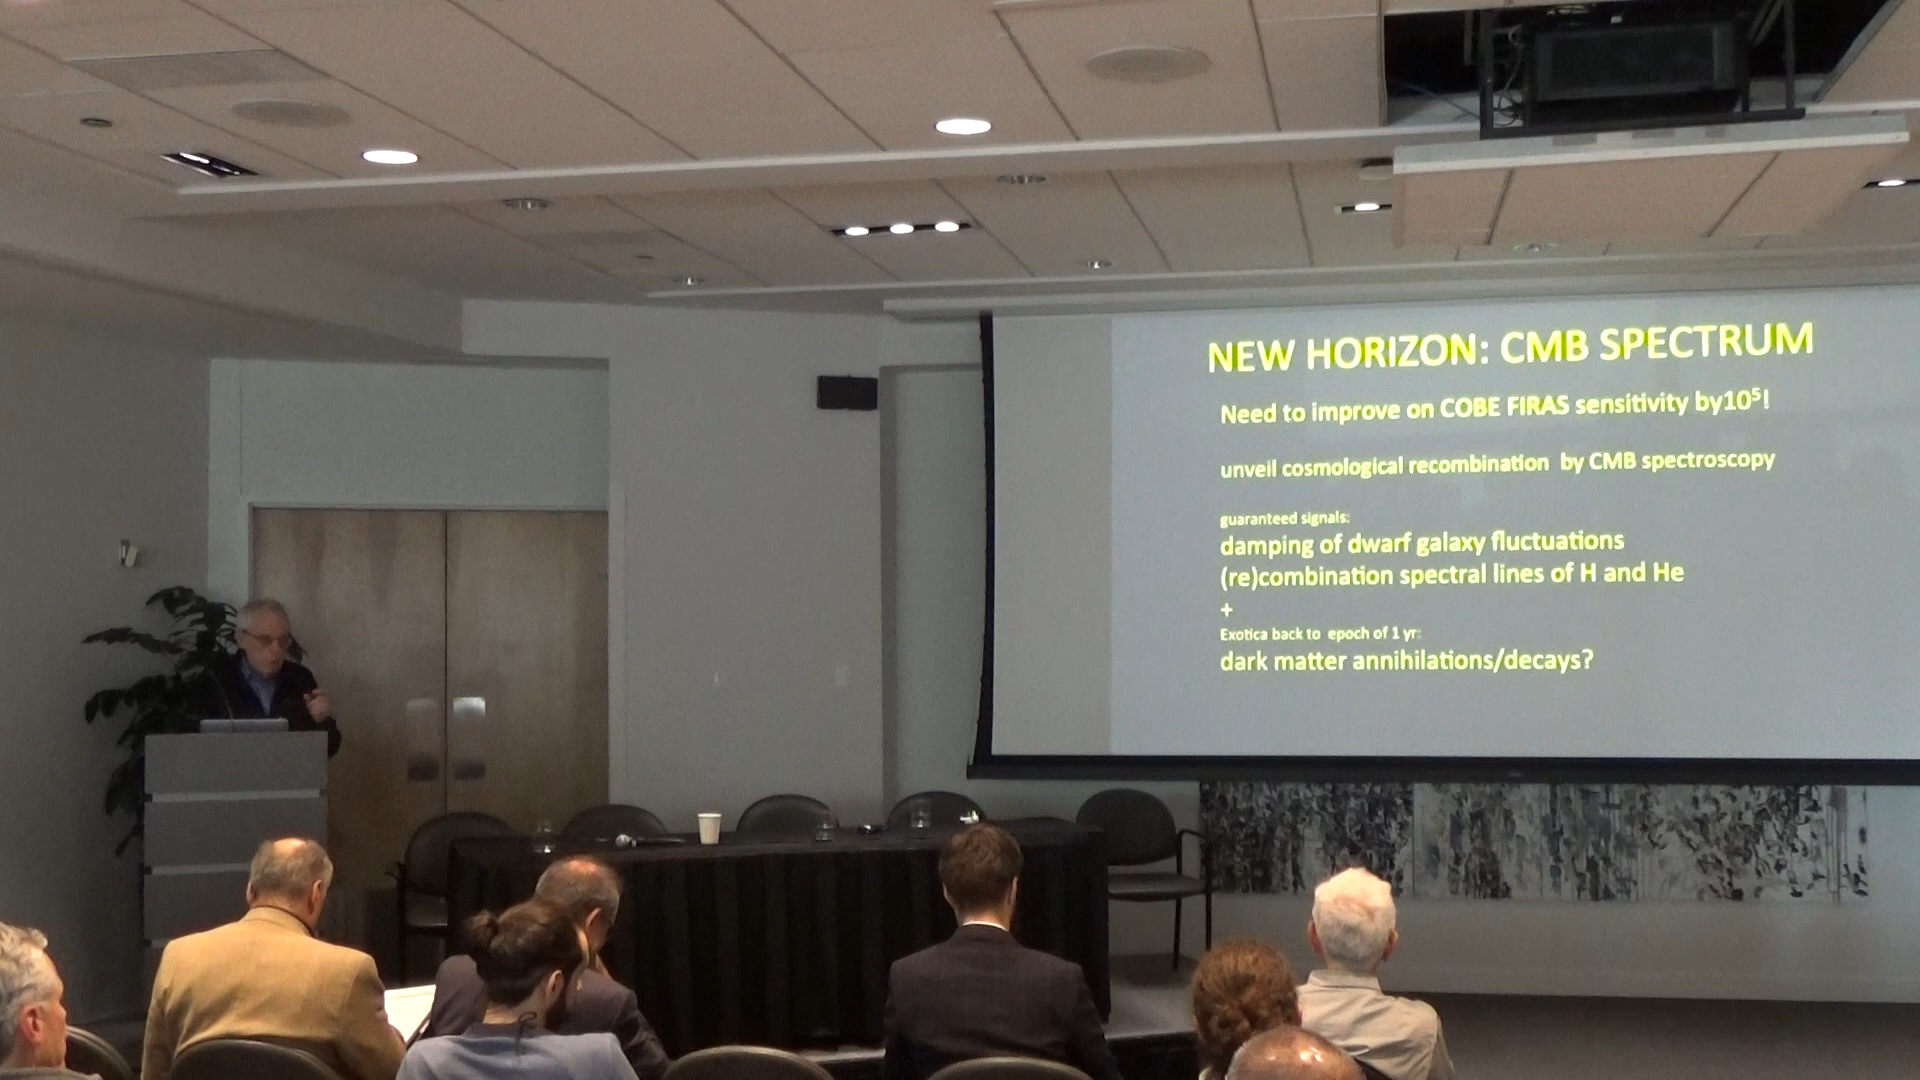 NEW HORIZON: CMB SPECTRUM
Need to improve on COBE FIRAS sensitivity by10⁵!
unveil cosmological recombination by CMB spectroscopy
guaranteed signals:
damping of dwarf galaxy fluctuations
(re)combination spectral lines of H and He
+
Exotica back to epoch of 1 yr:
dark matter annihilations/decays?